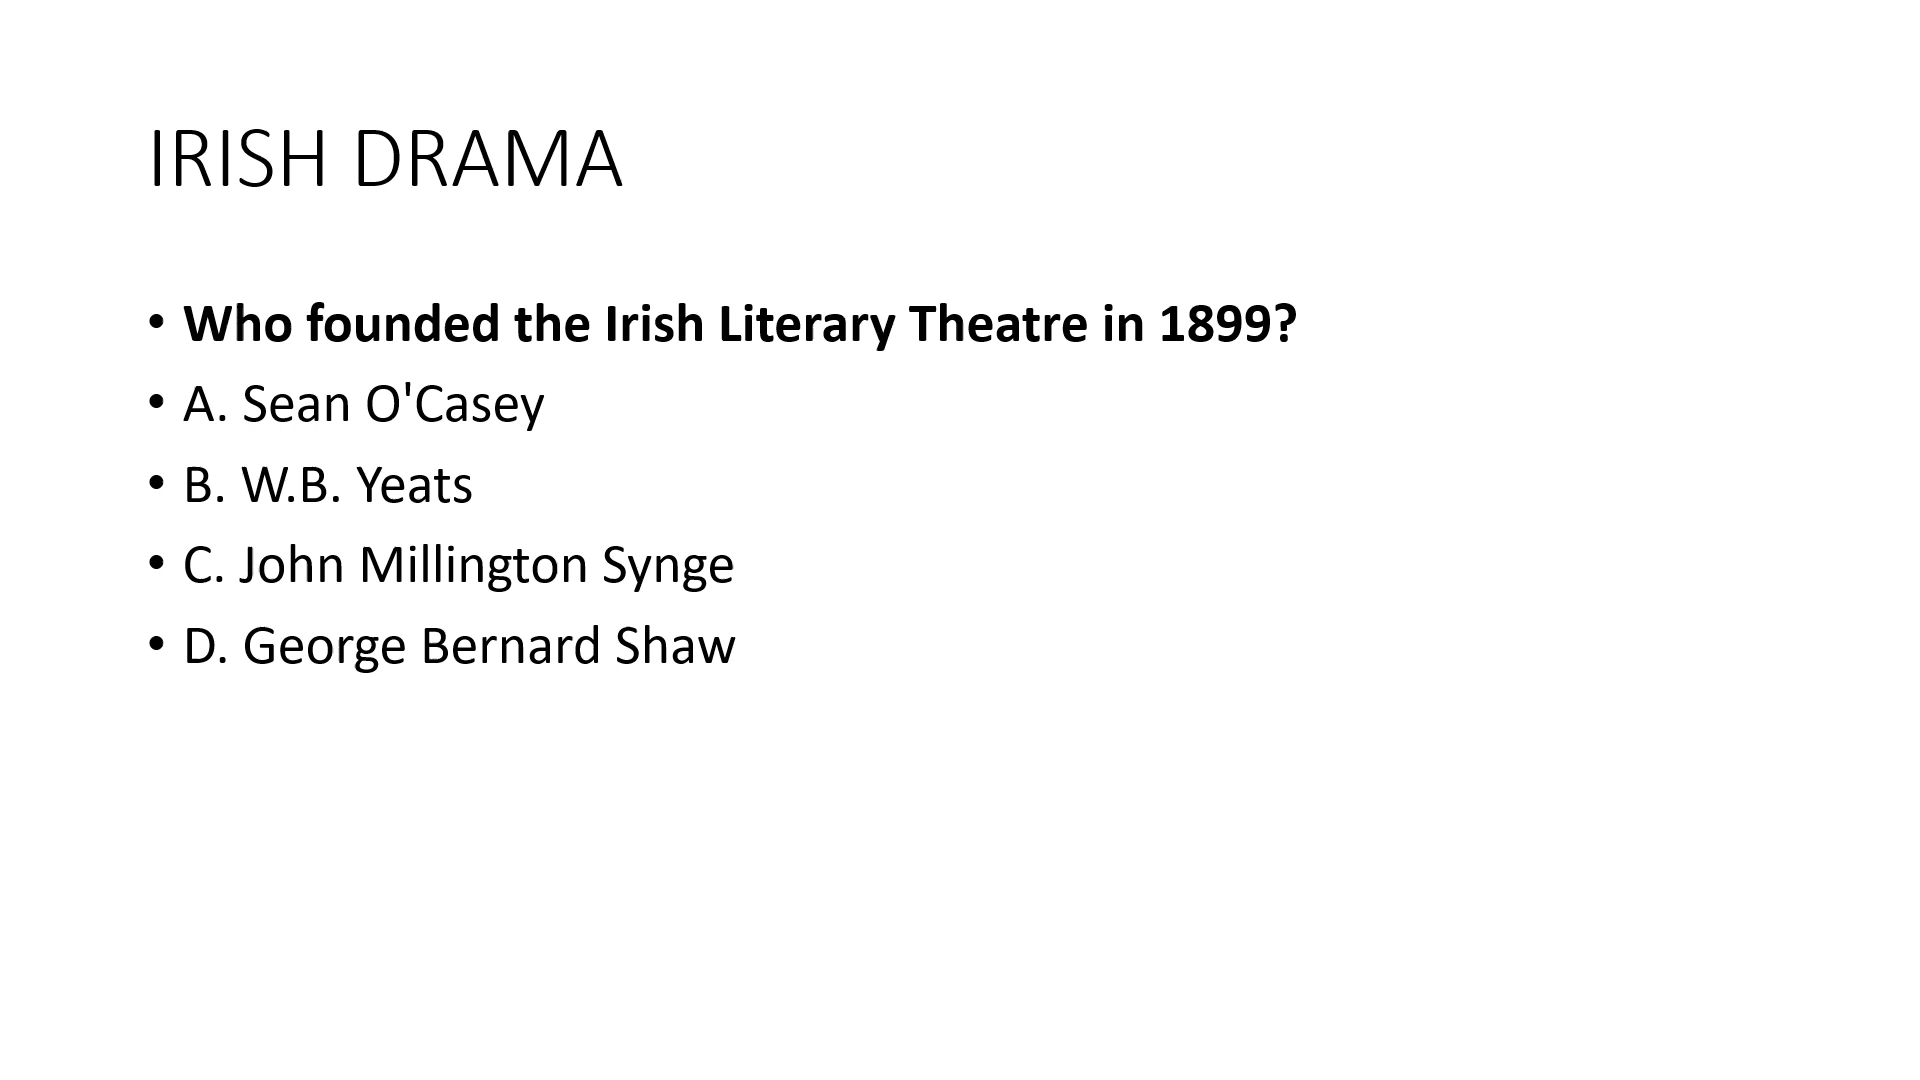 IRISH DRAMA
• Who founded the Irish Literary Theatre in 1899?
• A. Sean O'Casey
• B. W.B. Yeats
• C. John Millington Synge
• D. George Bernard Shaw